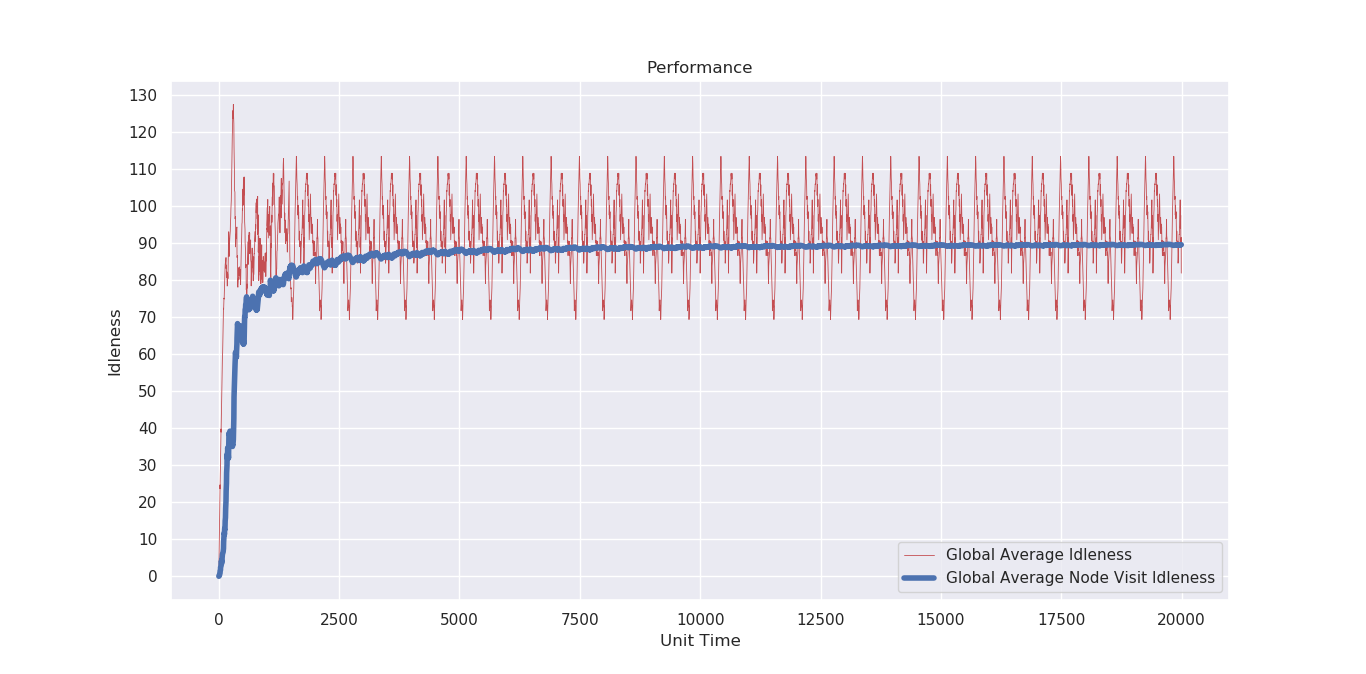 Performance
130
120
110
100
90
80
70
60
50
40
30
20
10
0
Idleness
Global Average Idleness
Global Average Node Visit Idleness
0 2500 5000 7500 10000 12500 15000 17500 20000
Unit Time